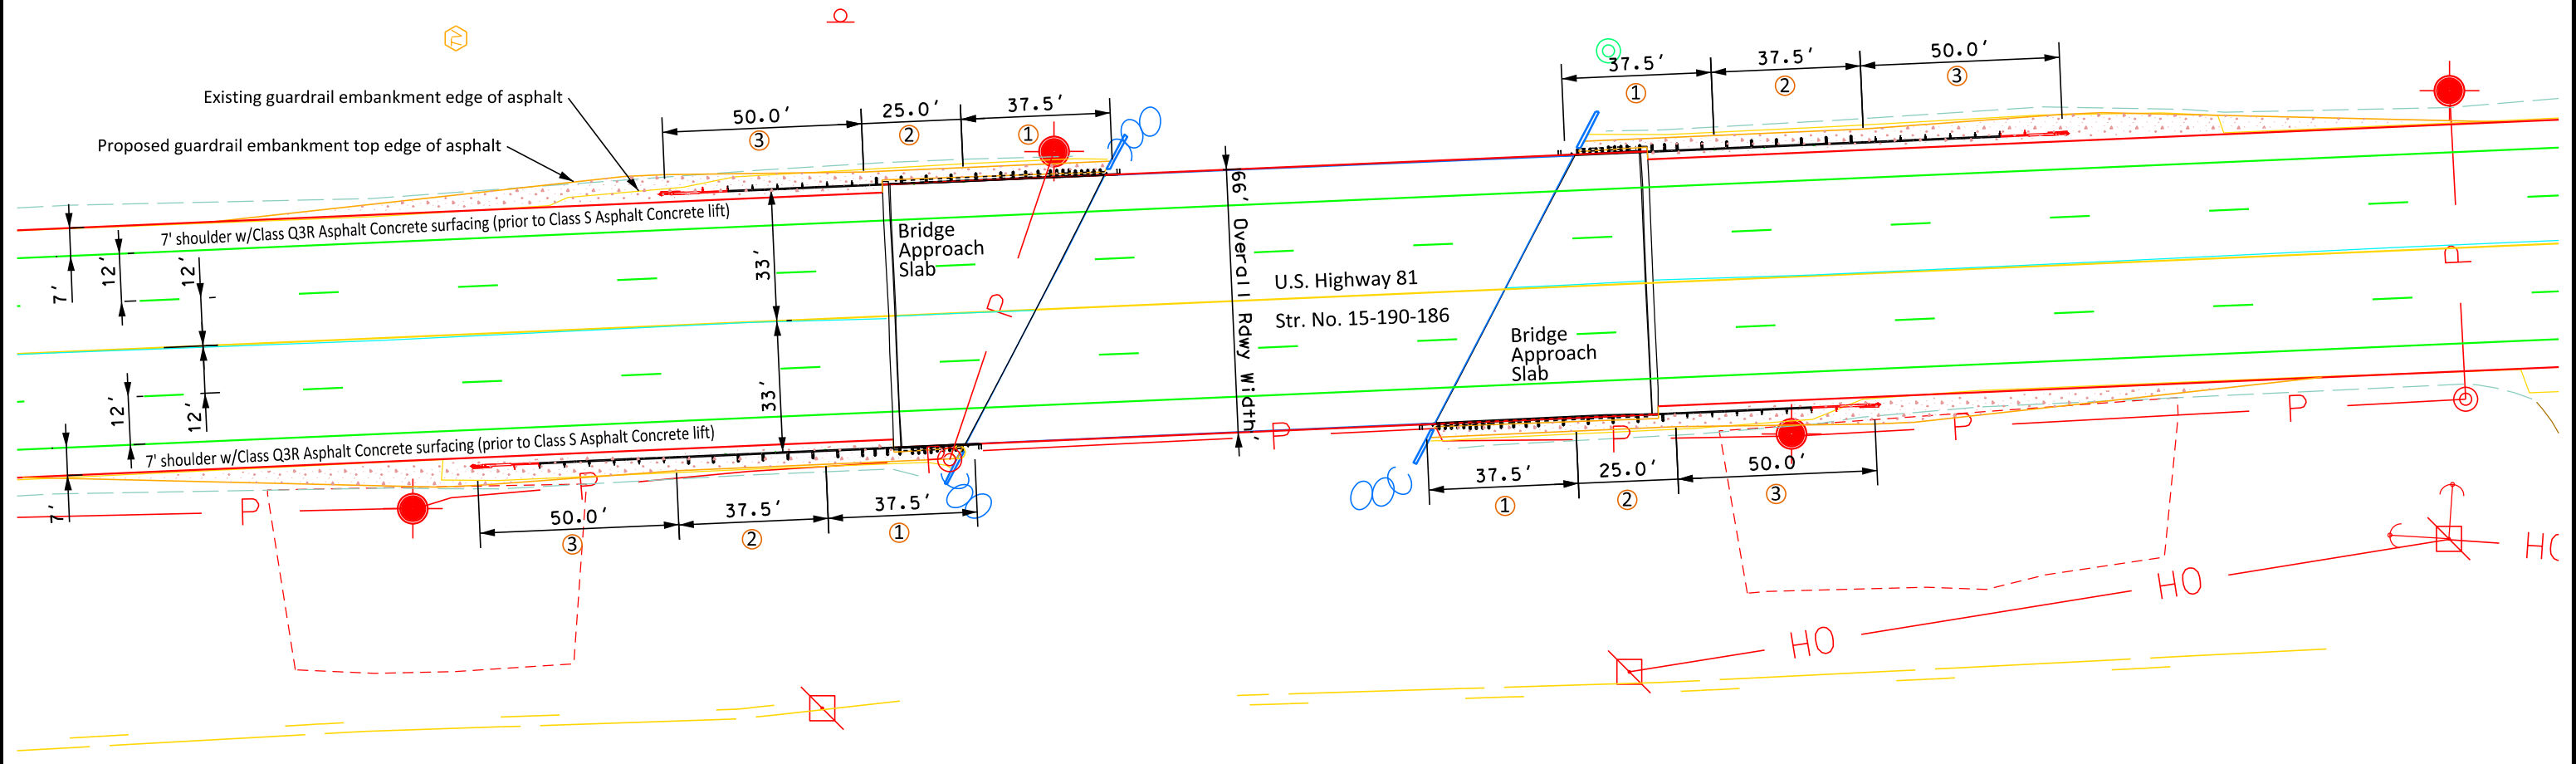 37.5′
37.5′
50.0′
①
②
③
Existing guardrail embankment edge of asphalt
Proposed guardrail embankment top edge of asphalt
50.0′
25.0′
37.5′
③
②
①
7' shoulder w/Class Q3R Asphalt Concrete surfacing (prior to Class S Asphalt Concrete lift)
7′
12′
12′
33′
Bridge
Approach
Slab
66′ Overall Rdwy Width
U.S. Highway 81
Str. No. 15-190-186
P
P
Bridge
Approach
Slab
12′
12′
33′
7' shoulder w/Class Q3R Asphalt Concrete surfacing (prior to Class S Asphalt Concrete lift)
7′
P
P
P
P
P
P
50.0′
37.5′
37.5′
③
②
①
37.5′
25.0′
50.0′
①
②
③
HO
HO
HO